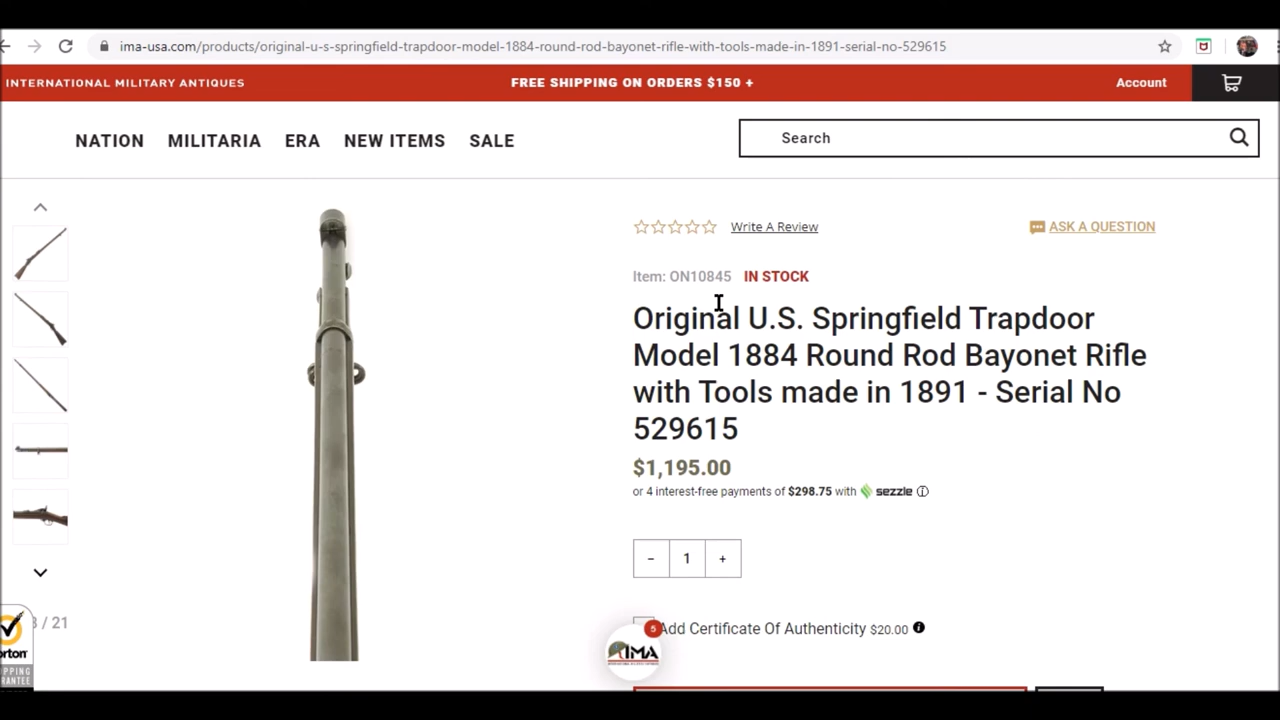 ima-usa.com/products/original-u-s-springfield-trapdoor-model-1884-round-rod-bayonet-rifle-with-tools-made-in-1891-serial-no-529615
INTERNATIONAL MILITARY ANTIQUES
FREE SHIPPING ON ORDERS $150 +
Account
NATION MILITARIA ERA NEW ITEMS SALE
Search
Write A Review
ASK A QUESTION
Item: ON10845 IN STOCK
Original U.S. Springfield Trapdoor
Model 1884 Round Rod Bayonet Rifle
with Tools made in 1891 - Serial No
529615
$1,195.00
or 4 interest-free payments of $298.75 with sezzle
- 1 +
Add Certificate Of Authenticity $20.00
/ 21
5
IMA